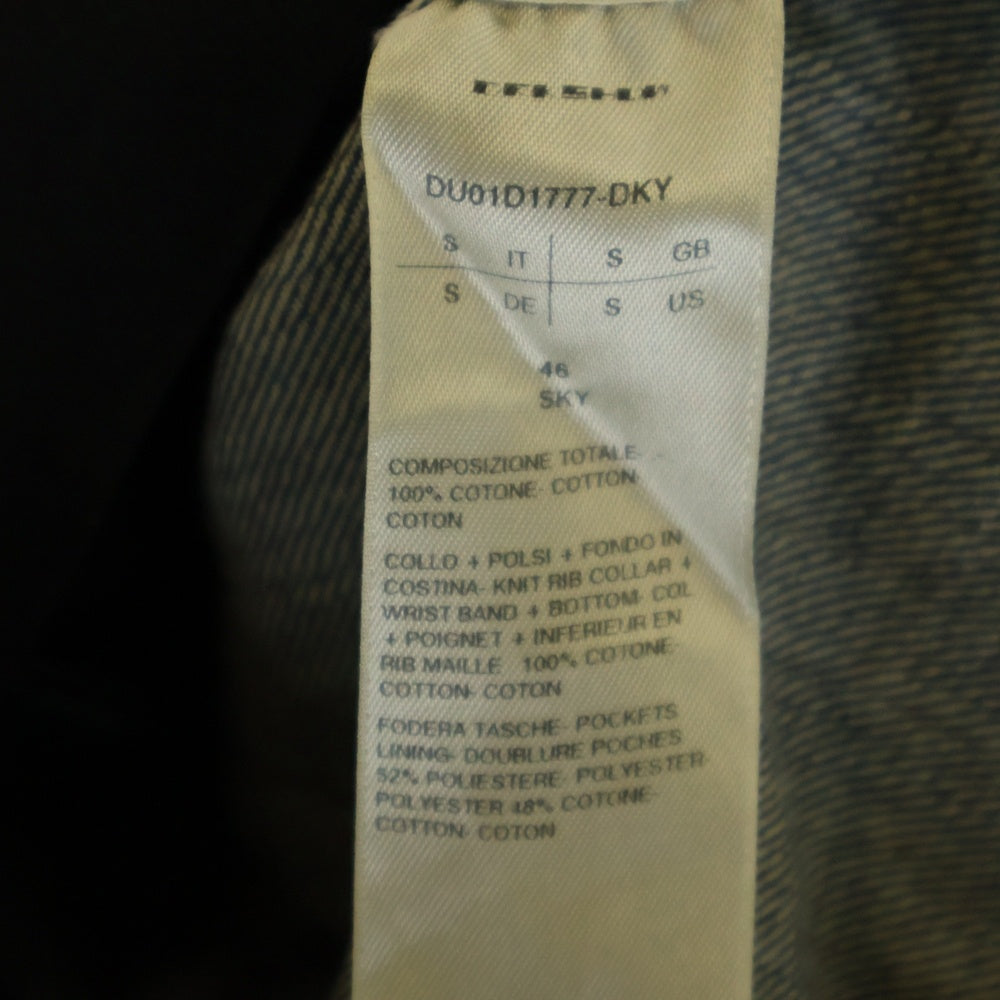 DU01D1777-DKY
S IT S GB
S DE S US
46
SKY
COMPOSIZIONE TOTALE-
100% COTONE- COTTON
COTON
COLLO + POLSI + FONDO IN
COSTINA- KNIT RIB COLLAR +
WRIST BAND + BOTTOM- COL
+ POIGNET + INFERIEUR EN
RIB MAILLE 100% COTONE-
COTTON- COTON
FODERA TASCHE- POCKETS
LINING- DOUBLURE POCHES
52% POLIESTERE- POLYESTER-
POLYESTER 48% COTONE-
COTTON- COTON